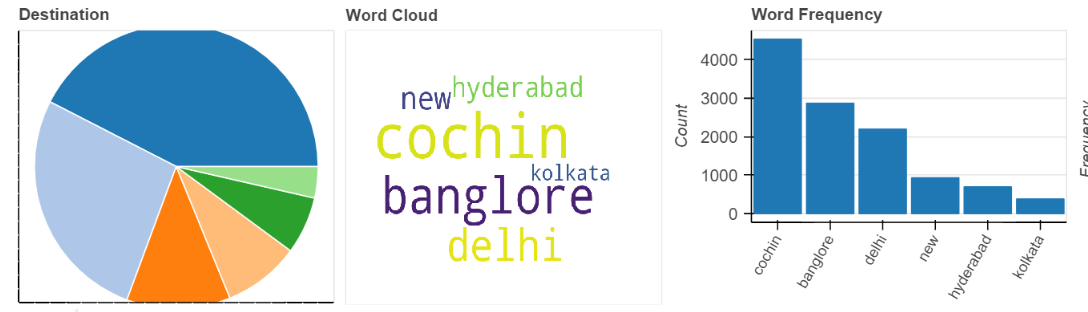 Destination
Word Cloud
new
hyderabad
cochin
kolkata
banglore
delhi
Word Frequency
Count
4000
3000
2000
1000
0
cochin
banglore
delhi
new
hyderabad
kolkata
Frequency